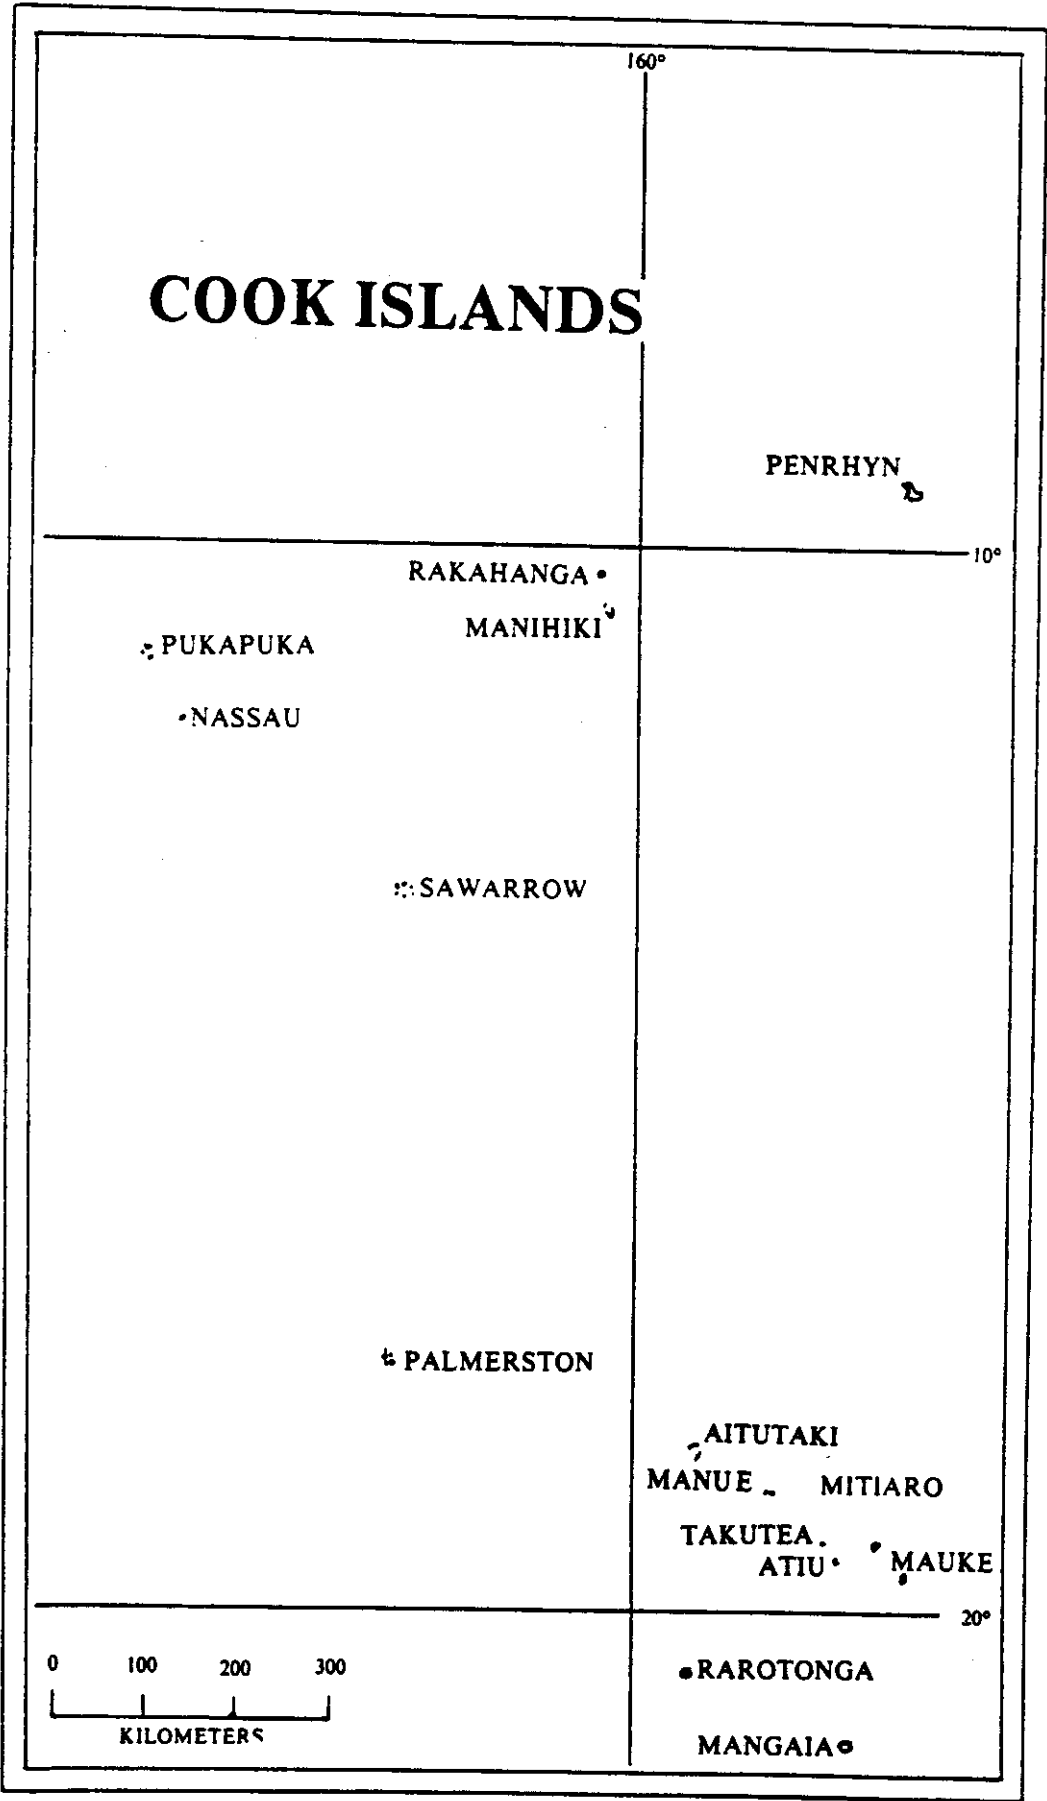 160°
COOK ISLANDS
PENRHYN
10°
RAKAHANGA
MANIHIKI
PUKAPUKA
NASSAU
SAWARROW
PALMERSTON
AITUTAKI
MANUE
MITIARO
TAKUTEA
ATIU
MAUKE
20°
0 100 200 300
KILOMETERS
RAROTONGA
MANGAIA